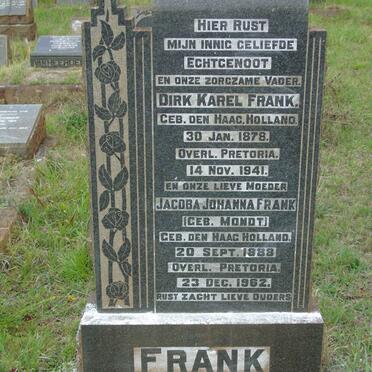 HIER RUST
MIJN INNIG GELIEFDE
ECHTGENOOT
EN ONZE ZORGZAME VADER.
DIRK KAREL FRANK.
GEB. DEN HAAG, HOLLAND.
30 JAN. 1878.
OVERL. PRETORIA.
14 NOV. 1941.
EN ONZE LIEVE MOEDER
JACOBA JOHANNA FRANK
(GEB. MONDT)
GEB. DEN HAAG HOLLAND.
20 SEPT. 1883
OVERL. PRETORIA.
23 DEC. 1962.
RUST ZACHT LIEVE OUDERS
FRANK